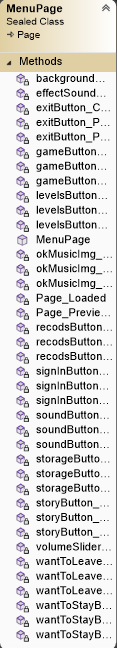 MenuPage
Sealed Class
Page
Methods
background...
effectSound...
exitButton_C...
exitButton_P...
exitButton_P...
gameButton...
gameButton...
gameButton...
levelsButton...
levelsButton...
levelsButton...
MenuPage
okMusicImg_...
okMusicImg_...
okMusicImg_...
Page_Loaded
Page_Previe...
recodsButton...
recodsButton...
recodsButton...
signInButton...
signInButton...
signInButton...
soundButton...
soundButton...
soundButton...
storageButto...
storageButto...
storageButto...
storyButton_...
storyButton_...
storyButton_...
volumeSlider...
wantToLeave...
wantToLeave...
wantToLeave...
wantToStayB...
wantToStayB...
wantToStayB...